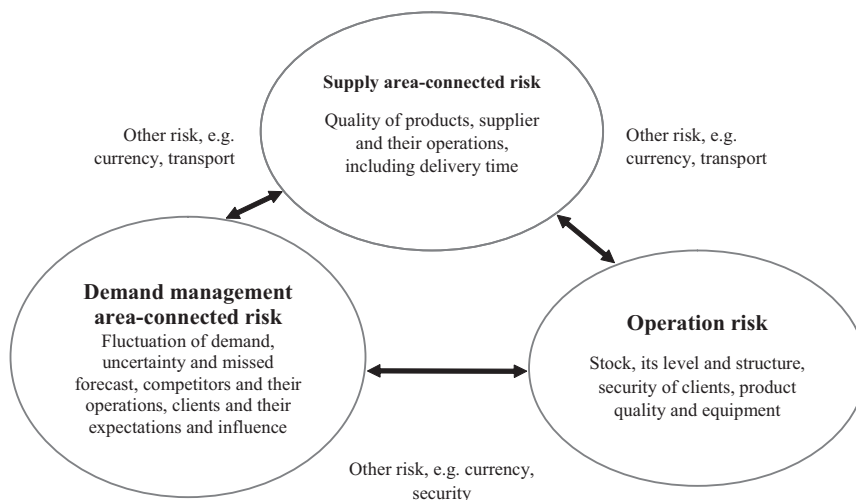 Supply area-connected risk
Quality of products, supplier
and their operations,
including delivery time
Other risk, e.g.
currency, transport
Other risk, e.g.
currency, transport
Demand management
area-connected risk
Fluctuation of demand,
uncertainty and missed
forecast, competitors and their
operations, clients and their
expectations and influence
Operation risk
Stock, its level and structure,
security of clients, product
quality and equipment
Other risk, e.g. currency,
security